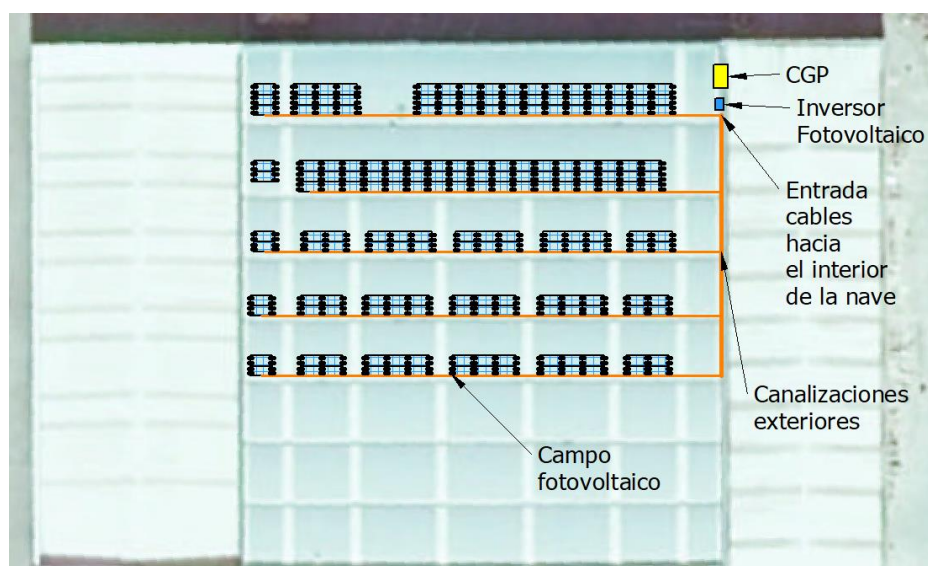 CGP
Inversor
Fotovoltaico
Entrada
cables
hacia
el interior
de la nave
Canalizaciones
exteriores
Campo
fotovoltaico